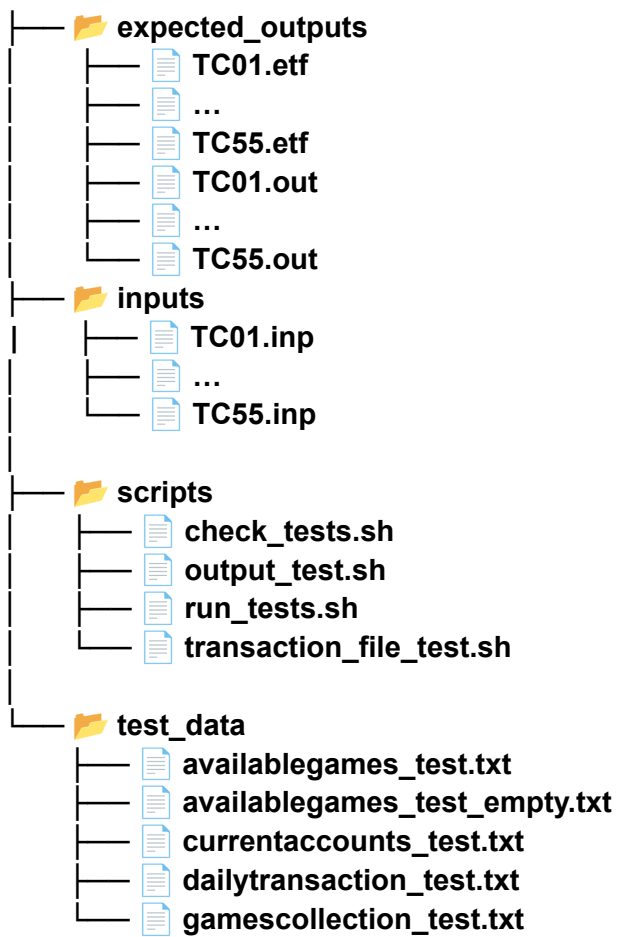 expected_outputs
TC01.etf
...
TC55.etf
TC01.out
...
TC55.out
inputs
TC01.inp
...
TC55.inp
scripts
check_tests.sh
output_test.sh
run_tests.sh
transaction_file_test.sh
test_data
availablegames_test.txt
availablegames_test_empty.txt
currentaccounts_test.txt
dailytransaction_test.txt
gamescollection_test.txt